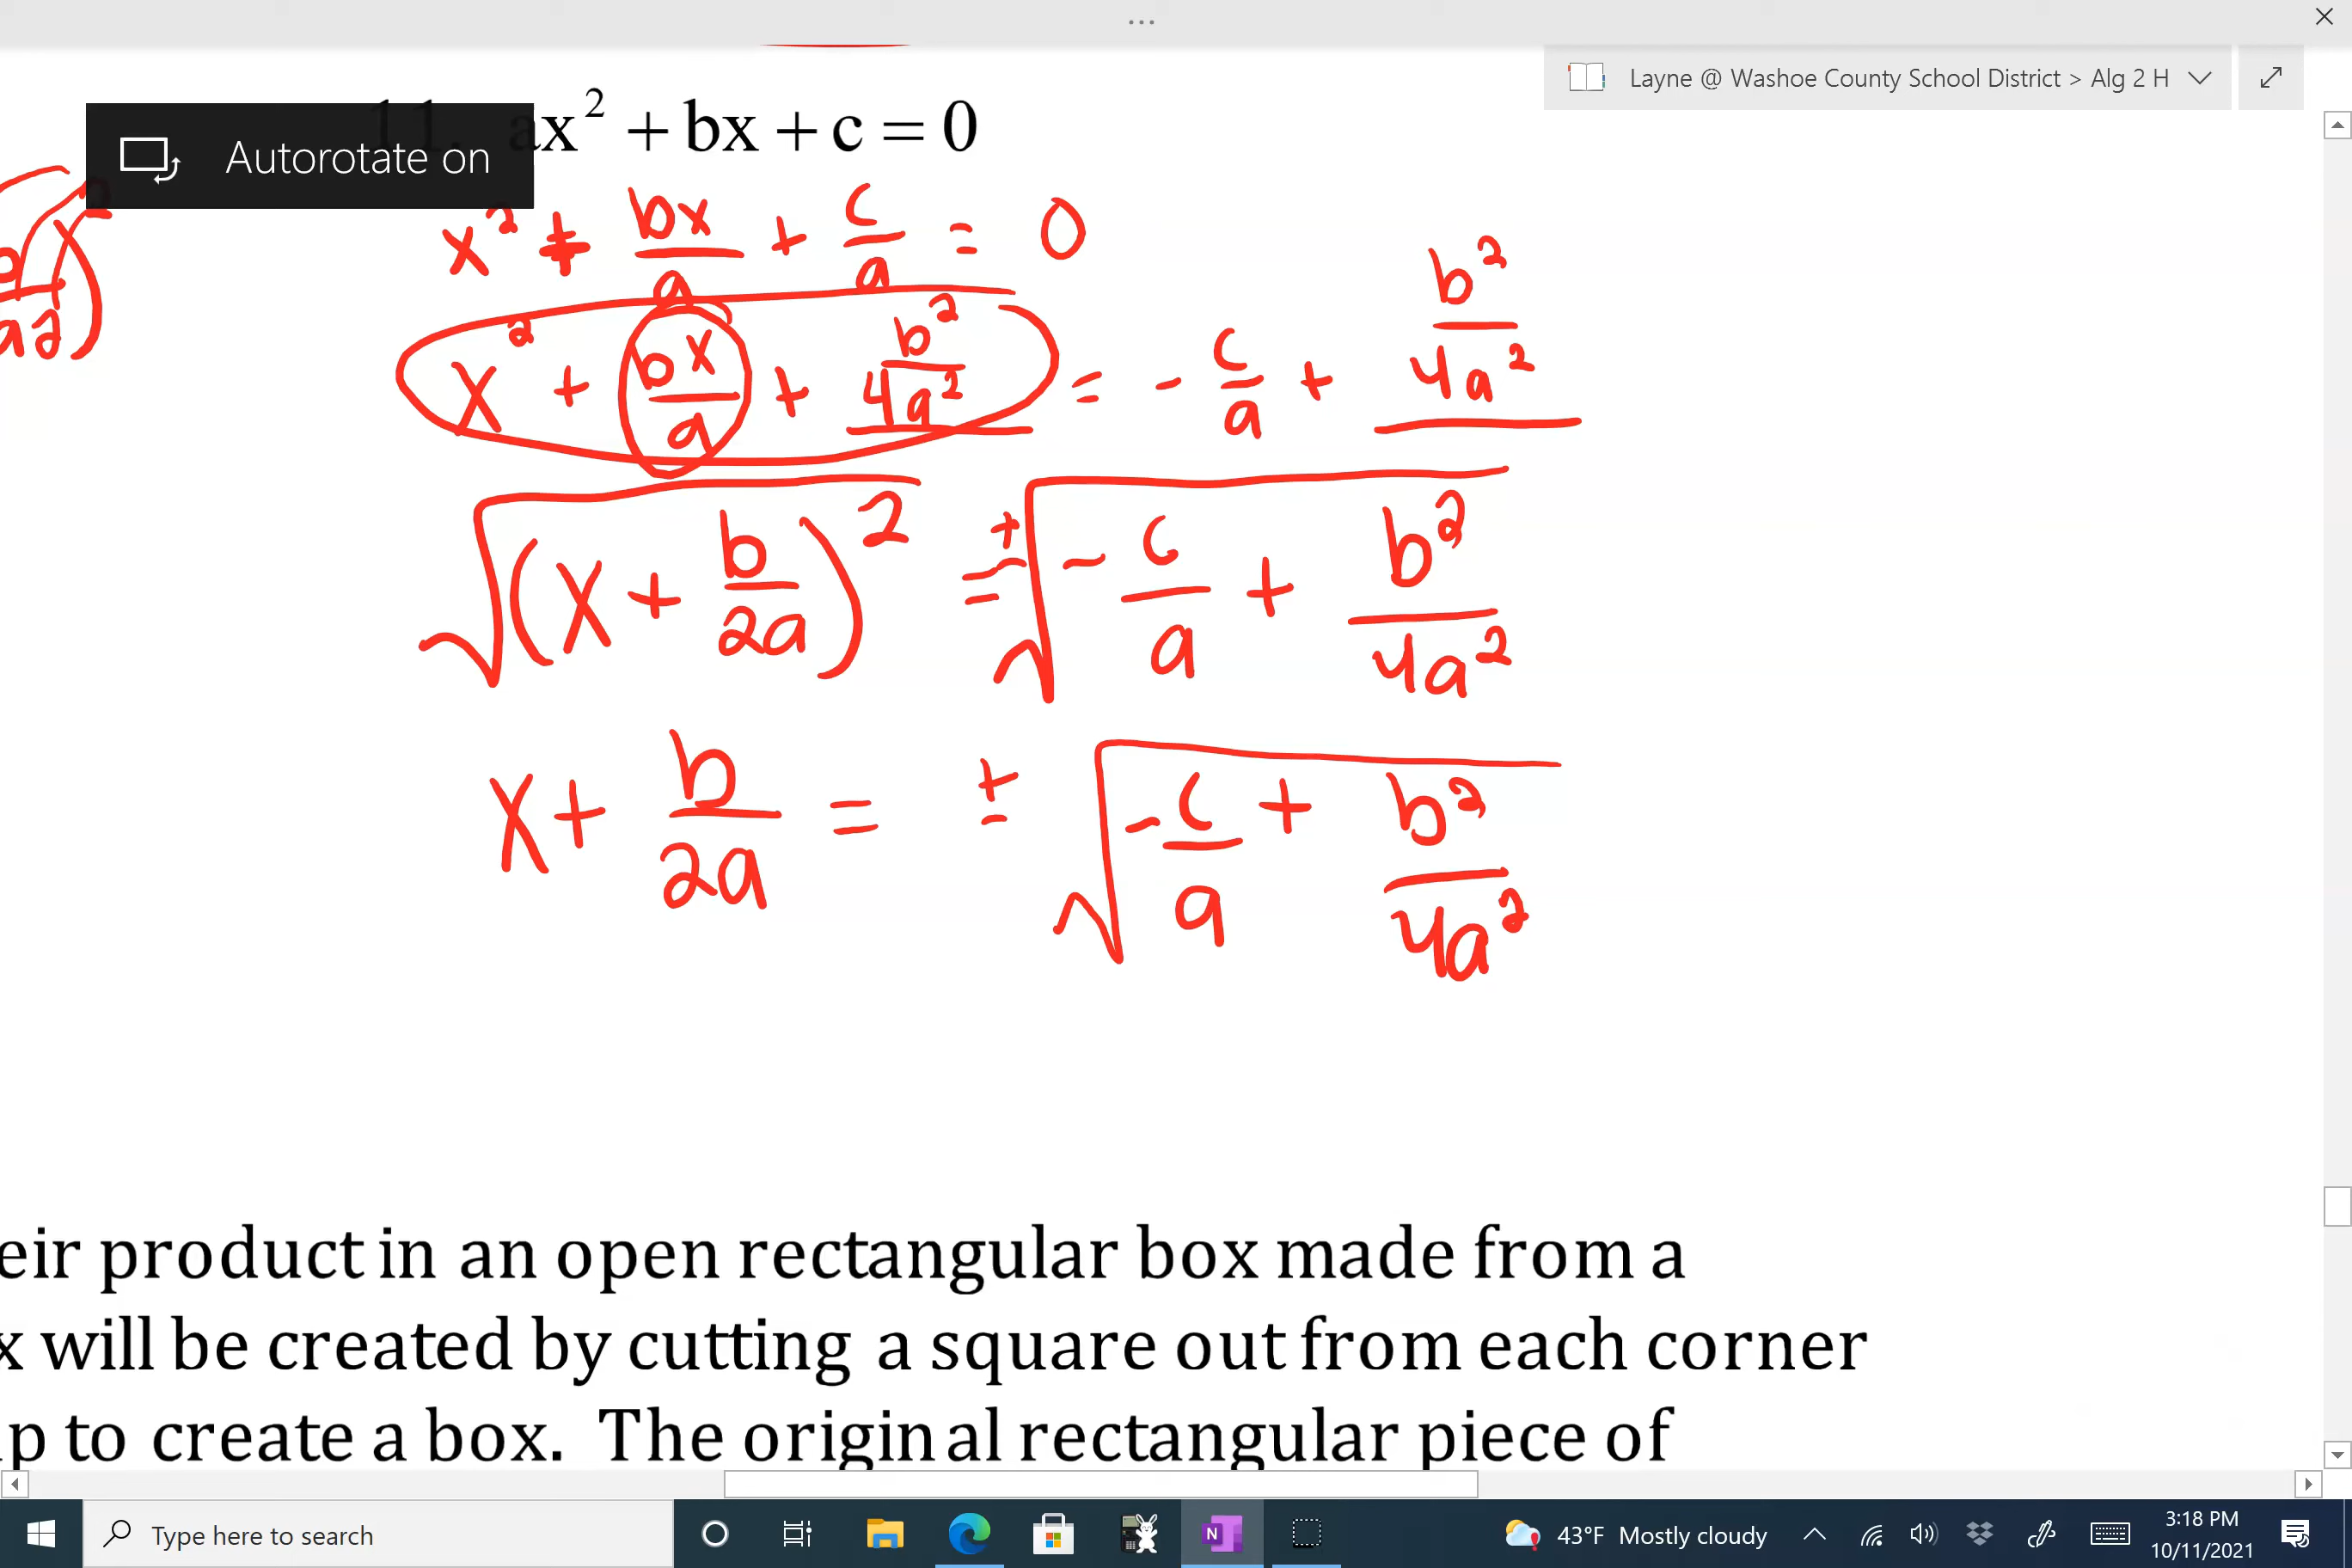 ...
Layne @ Washoe County School District > Alg 2 H
11. ax² + bx + c = 0
Autorotate on
x² + bx/a + c/a = 0
x² + bx/a + b²/4a² = -c/a + b²/4a²
√(x + b/2a)² = ±√-c/a + b²/4a²
x + b/2a = ±√-c/a + b²/4a²
eir product in an open rectangular box made from a
x will be created by cutting a square out from each corner
p to create a box. The original rectangular piece of
Type here to search
N
43°F Mostly cloudy
3:18 PM
10/11/2021